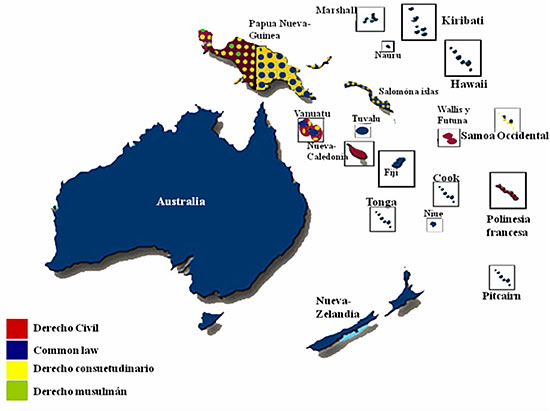 Marshall
Kiribati
Papua Nueva-
Guinea
Nauru
Hawaii
Salomóna islas
Vanuatu
Tuvalu
Wallis y
Futuna
Samoa Occidental
Nueva-
Caledonia
Fiji
Australia
Cook
Tonga
Niue
Polinesia
francesa
Nueva-
Zelandia
Pitcairn
Derecho Civil
Common law
Derecho consuetudinario
Derecho musulmán